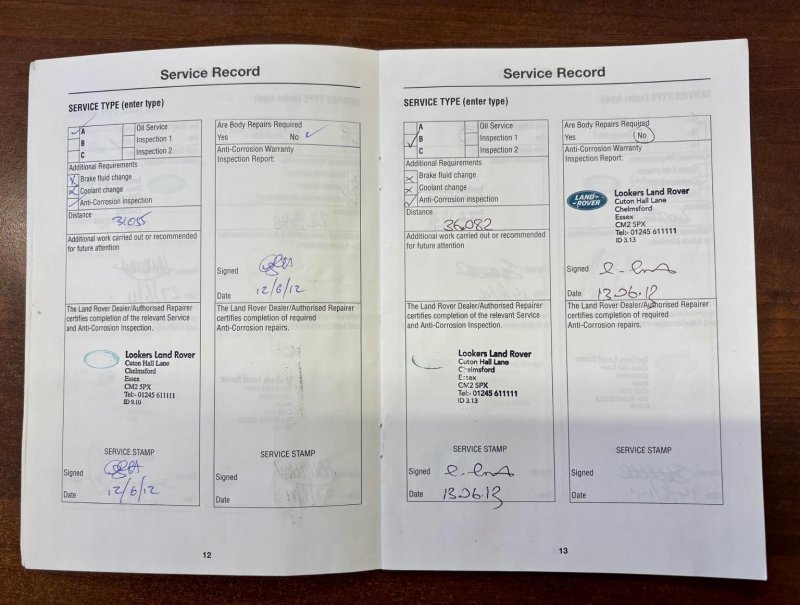 Service Record
SERVICE TYPE (enter type)
A
B
C
Oil Service
Inspection 1
Inspection 2
Additional Requirements
Brake fluid change
Coolant change
Anti-Corrosion inspection
Distance
31055
Additional work carried out or recommended
for future attention
The Land Rover Dealer/Authorised Repairer
certifies completion of the relevant Service
and Anti-Corrosion Inspection.
Lookers Land Rover
Cuton Hall Lane
Chelmsford
Essex
CM2 5PX
Tel:- 01245 611111
ID 9.10
SERVICE STAMP
Signed
Date 12/6/12
Are Body Repairs Required
Yes No
Anti-Corrosion Warranty
Inspection Report:
Signed
Date 12/6/12
The Land Rover Dealer/Authorised Repairer
certifies completion of required
Anti-Corrosion repairs.
SERVICE STAMP
Signed
Date
12
Service Record
SERVICE TYPE (enter type)
A
B
C
Oil Service
Inspection 1
Inspection 2
Additional Requirements
Brake fluid change
Coolant change
Anti-Corrosion inspection
Distance
36082
Additional work carried out or recommended
for future attention
The Land Rover Dealer/Authorised Repairer
certifies completion of the relevant Service
and Anti-Corrosion Inspection.
Lookers Land Rover
Cuton Hall Lane
Chelmsford
Essex
CM2 5PX
Tel:- 01245 611111
ID 3.13
SERVICE STAMP
Signed
Date 13.06.13
Are Body Repairs Required
Yes No
Anti-Corrosion Warranty
Inspection Report:
LAND-
ROVER
Lookers Land Rover
Cuton Hall Lane
Chelmsford
Essex
CM2 5PX
Tel:- 01245 611111
ID 3.13
Signed
Date 13.06.13
The Land Rover Dealer/Authorised Repairer
certifies completion of required
Anti-Corrosion repairs.
SERVICE STAMP
Signed
Date
13